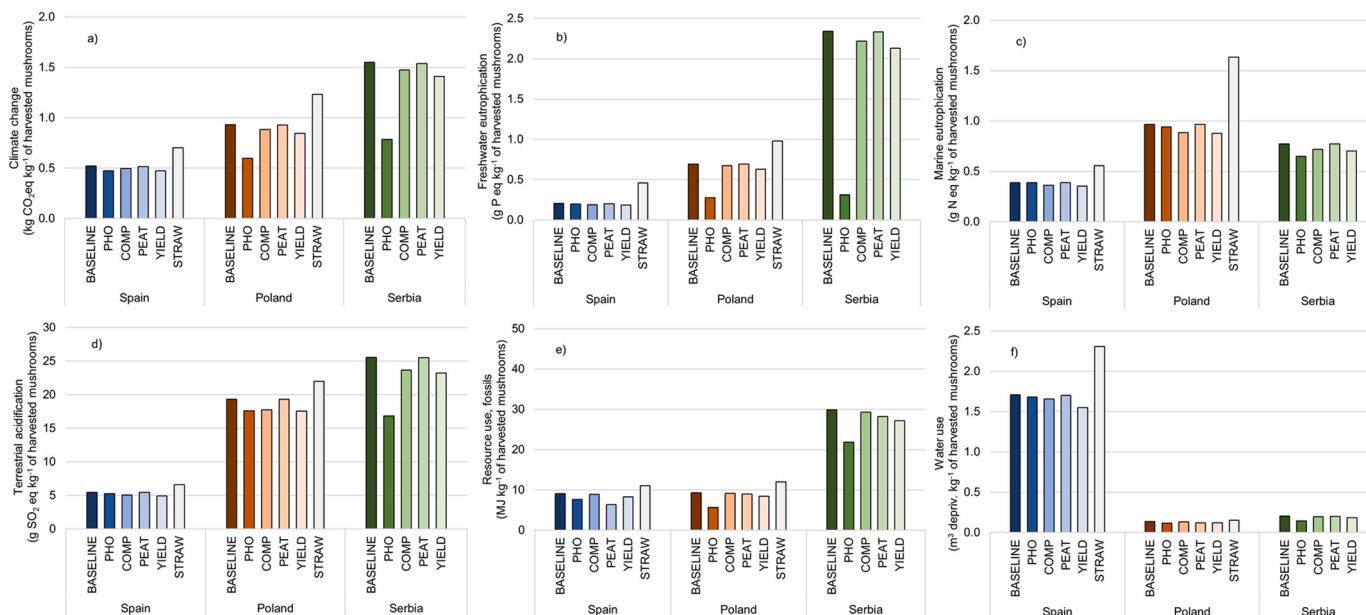 a)
Climate change
(kg CO₂eq kg⁻¹ of harvested mushrooms)
2.0
1.5
1.0
0.5
0.0
BASELINE
PHO
COMP
PEAT
YIELD
STRAW
BASELINE
PHO
COMP
PEAT
YIELD
STRAW
BASELINE
PHO
COMP
PEAT
YIELD
Spain
Poland
Serbia
b)
Freshwater eutrophication
(g P eq kg⁻¹ of harvested mushrooms)
2.5
2.0
1.5
1.0
0.5
0.0
BASELINE
PHO
COMP
PEAT
YIELD
STRAW
BASELINE
PHO
COMP
PEAT
YIELD
STRAW
BASELINE
PHO
COMP
PEAT
YIELD
Spain
Poland
Serbia
c)
Marine eutrophication
(g N eq kg⁻¹ of harvested mushrooms)
2.0
1.5
1.0
0.5
0.0
BASELINE
PHO
COMP
PEAT
YIELD
STRAW
BASELINE
PHO
COMP
PEAT
YIELD
STRAW
BASELINE
PHO
COMP
PEAT
YIELD
Spain
Poland
Serbia
d)
Terrestrial acidification
(g SO₂ eq kg⁻¹ of harvested mushrooms)
30
25
20
15
10
5
0
BASELINE
PHO
COMP
PEAT
YIELD
STRAW
BASELINE
PHO
COMP
PEAT
YIELD
STRAW
BASELINE
PHO
COMP
PEAT
YIELD
Spain
Poland
Serbia
e)
Resource use, fossils
(MJ kg⁻¹ of harvested mushrooms)
50
40
30
20
10
0
BASELINE
PHO
COMP
PEAT
YIELD
STRAW
BASELINE
PHO
COMP
PEAT
YIELD
STRAW
BASELINE
PHO
COMP
PEAT
YIELD
Spain
Poland
Serbia
f)
Water use
(m³ depriv. kg⁻¹ of harvested mushrooms)
2.5
2.0
1.5
1.0
0.5
0.0
BASELINE
PHO
COMP
PEAT
YIELD
STRAW
BASELINE
PHO
COMP
PEAT
YIELD
STRAW
BASELINE
PHO
COMP
PEAT
YIELD
Spain
Poland
Serbia